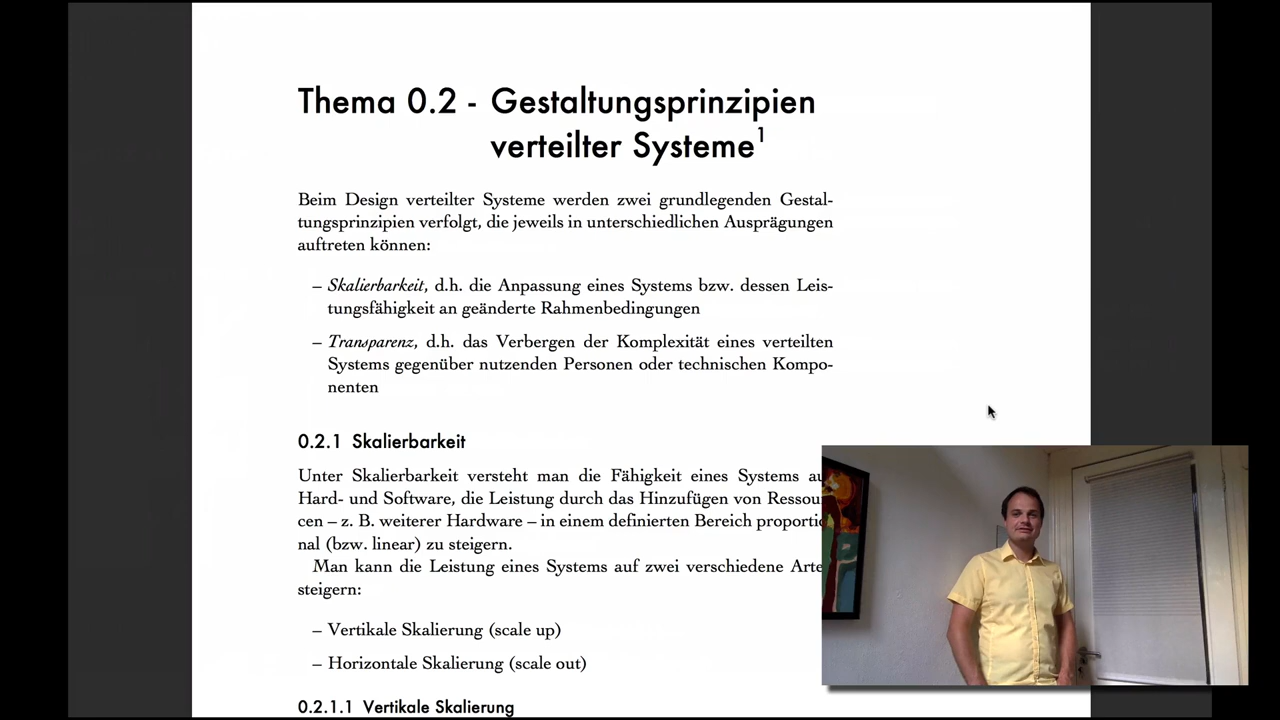 Thema 0.2 - Gestaltungsprinzipien
verteilter Systeme¹
Beim Design verteilter Systeme werden zwei grundlegenden Gestal-
tungsprinzipien verfolgt, die jeweils in unterschiedlichen Ausprägungen
auftreten können:
– Skalierbarkeit, d.h. die Anpassung eines Systems bzw. dessen Leis-
tungsfähigkeit an geänderte Rahmenbedingungen
– Transparenz, d.h. das Verbergen der Komplexität eines verteilten
Systems gegenüber nutzenden Personen oder technischen Kompo-
nenten
0.2.1 Skalierbarkeit
Unter Skalierbarkeit versteht man die Fähigkeit eines Systems
Hard- und Software, die Leistung durch das Hinzufügen von
cen – z. B. weiterer Hardware – in einem definierten Bereich
nal (bzw. linear) zu steigern.
Man kann die Leistung eines Systems auf zwei verschiedene
steigern:
– Vertikale Skalierung (scale up)
– Horizontale Skalierung (scale out)
0.2.1.1 Vertikale Skalierung